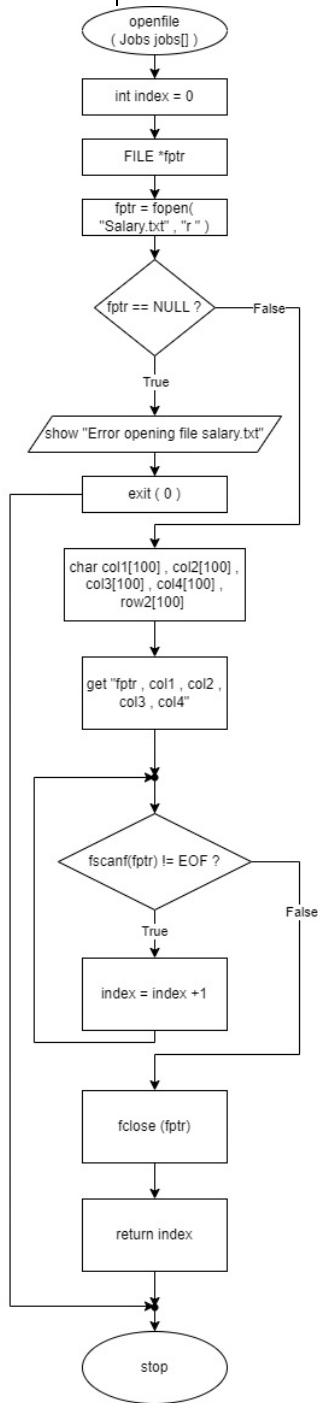 openfile
( Jobs jobs[] )
int index = 0
FILE *fptr
fptr = fopen(
"Salary.txt" , "r " )
fptr == NULL ?
False
True
show "Error opening file salary.txt"
exit ( 0 )
char col1[100] , col2[100] ,
col3[100] , col4[100] ,
row2[100]
get "fptr , col1 , col2 ,
col3 , col4"
fscanf(fptr) != EOF ?
False
True
index = index +1
fclose (fptr)
return index
stop